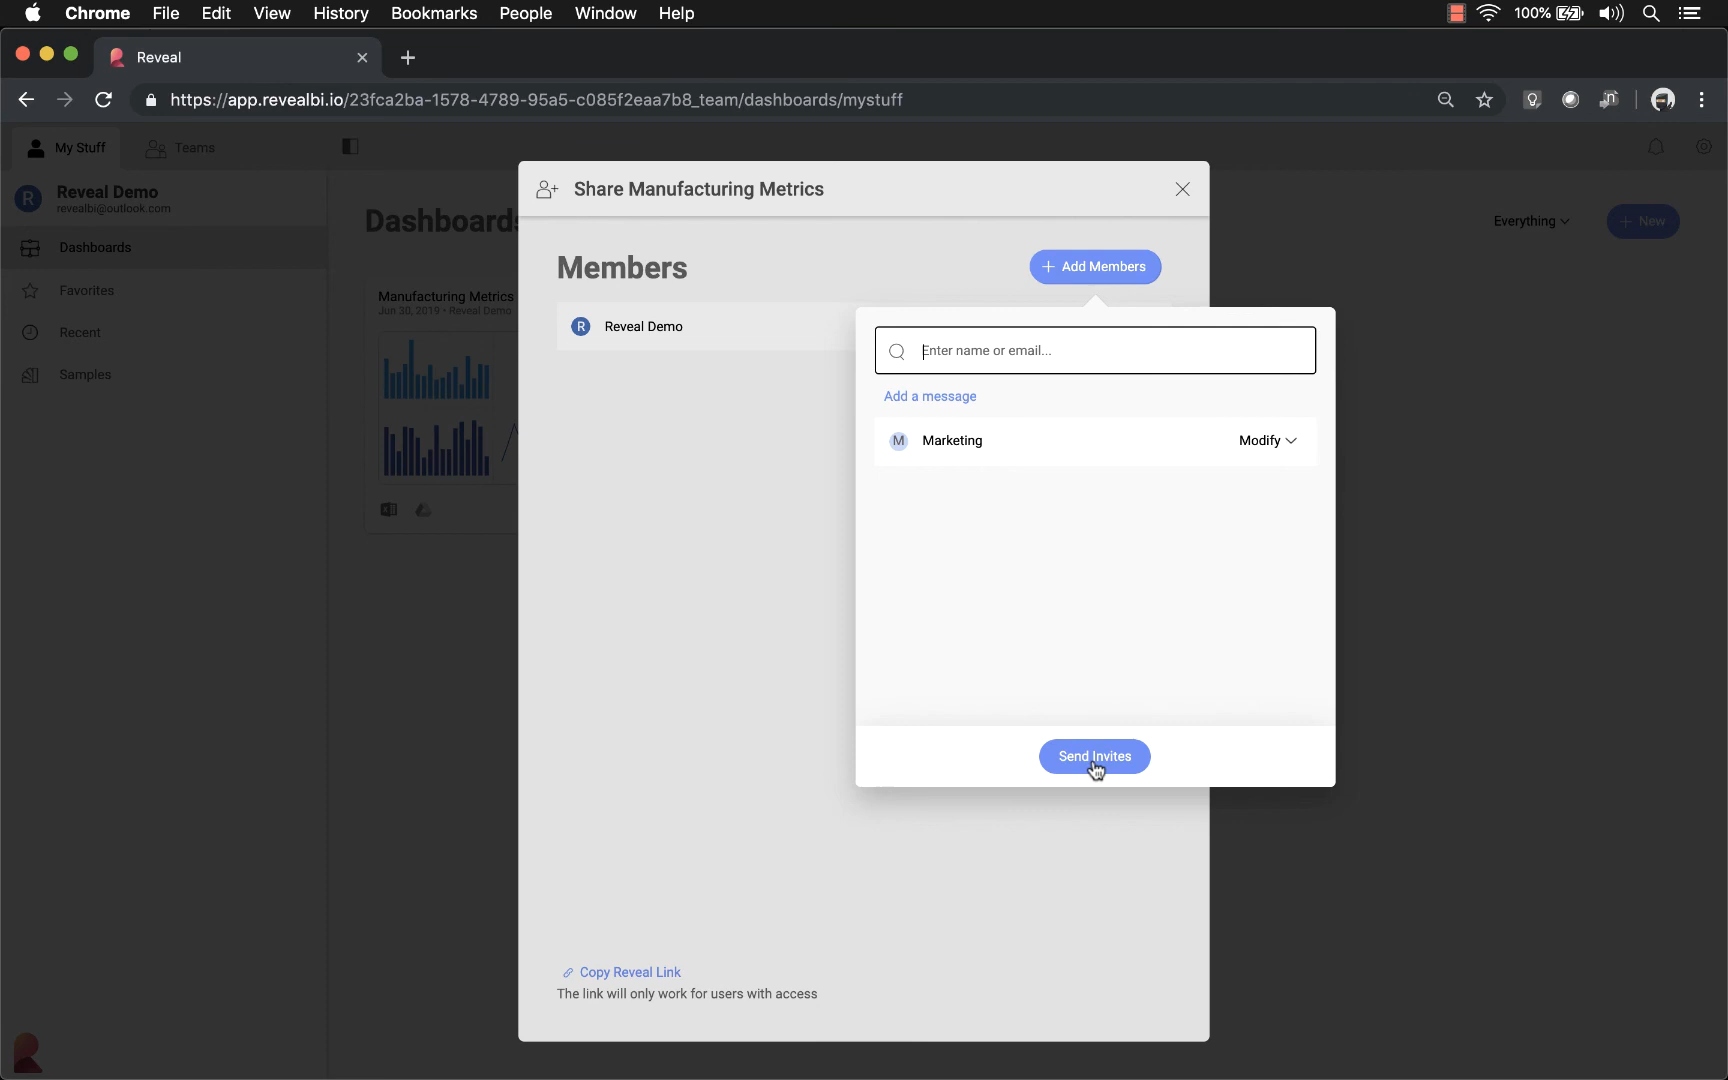 Chrome File Edit View History Bookmarks People Window Help 100%
Reveal
https://app.revealbi.io/23fca2ba-1578-4789-95a5-c085f2eaa7b8_team/dashboards/mystuff
My Stuff Teams
Share Manufacturing Metrics
R Reveal Demo
revealbi@outlook.com
Dashboards
Everything
+ New
Dashboards
Favorites
Recent
Samples
Manufacturing Metrics
Jun 30, 2019 • Reveal Demo
Members
+ Add Members
R Reveal Demo
Enter name or email...
Add a message
M Marketing Modify
Send Invites
Copy Reveal Link
The link will only work for users with access